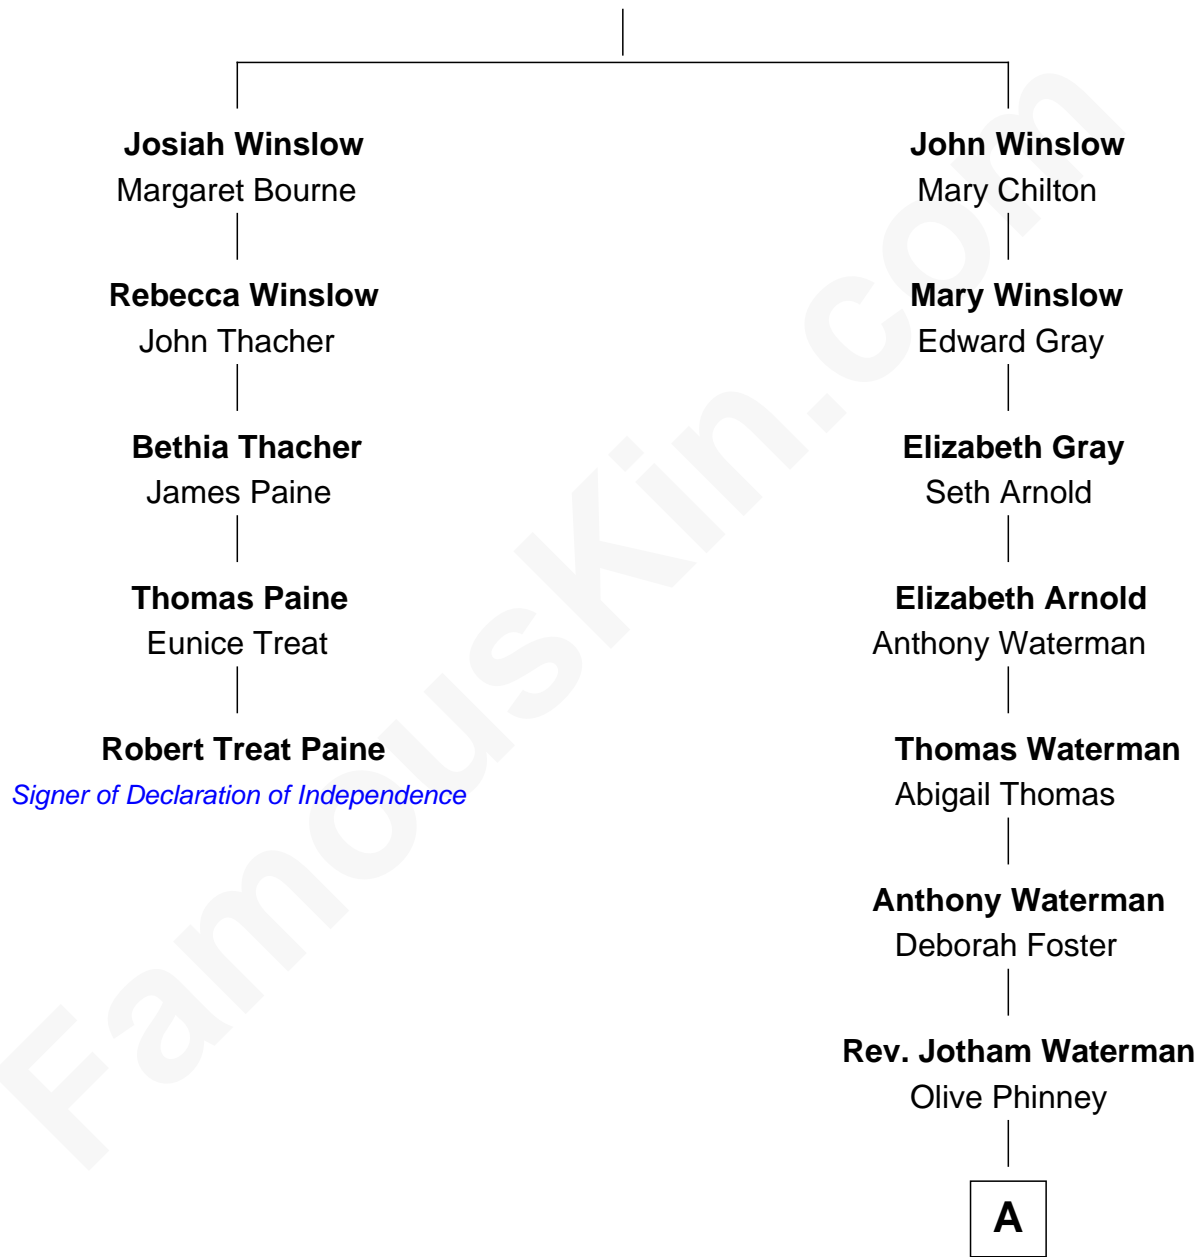 Josiah Winslow
Margaret Bourne
Rebecca Winslow
John Thacher
Bethia Thacher
James Paine
Thomas Paine
Eunice Treat
Robert Treat Paine
Signer of Declaration of Independence
John Winslow
Mary Chilton
Mary Winslow
Edward Gray
Elizabeth Gray
Seth Arnold
Elizabeth Arnold
Anthony Waterman
Thomas Waterman
Abigail Thomas
Anthony Waterman
Deborah Foster
Rev. Jotham Waterman
Olive Phinney
A
FamousKin.com